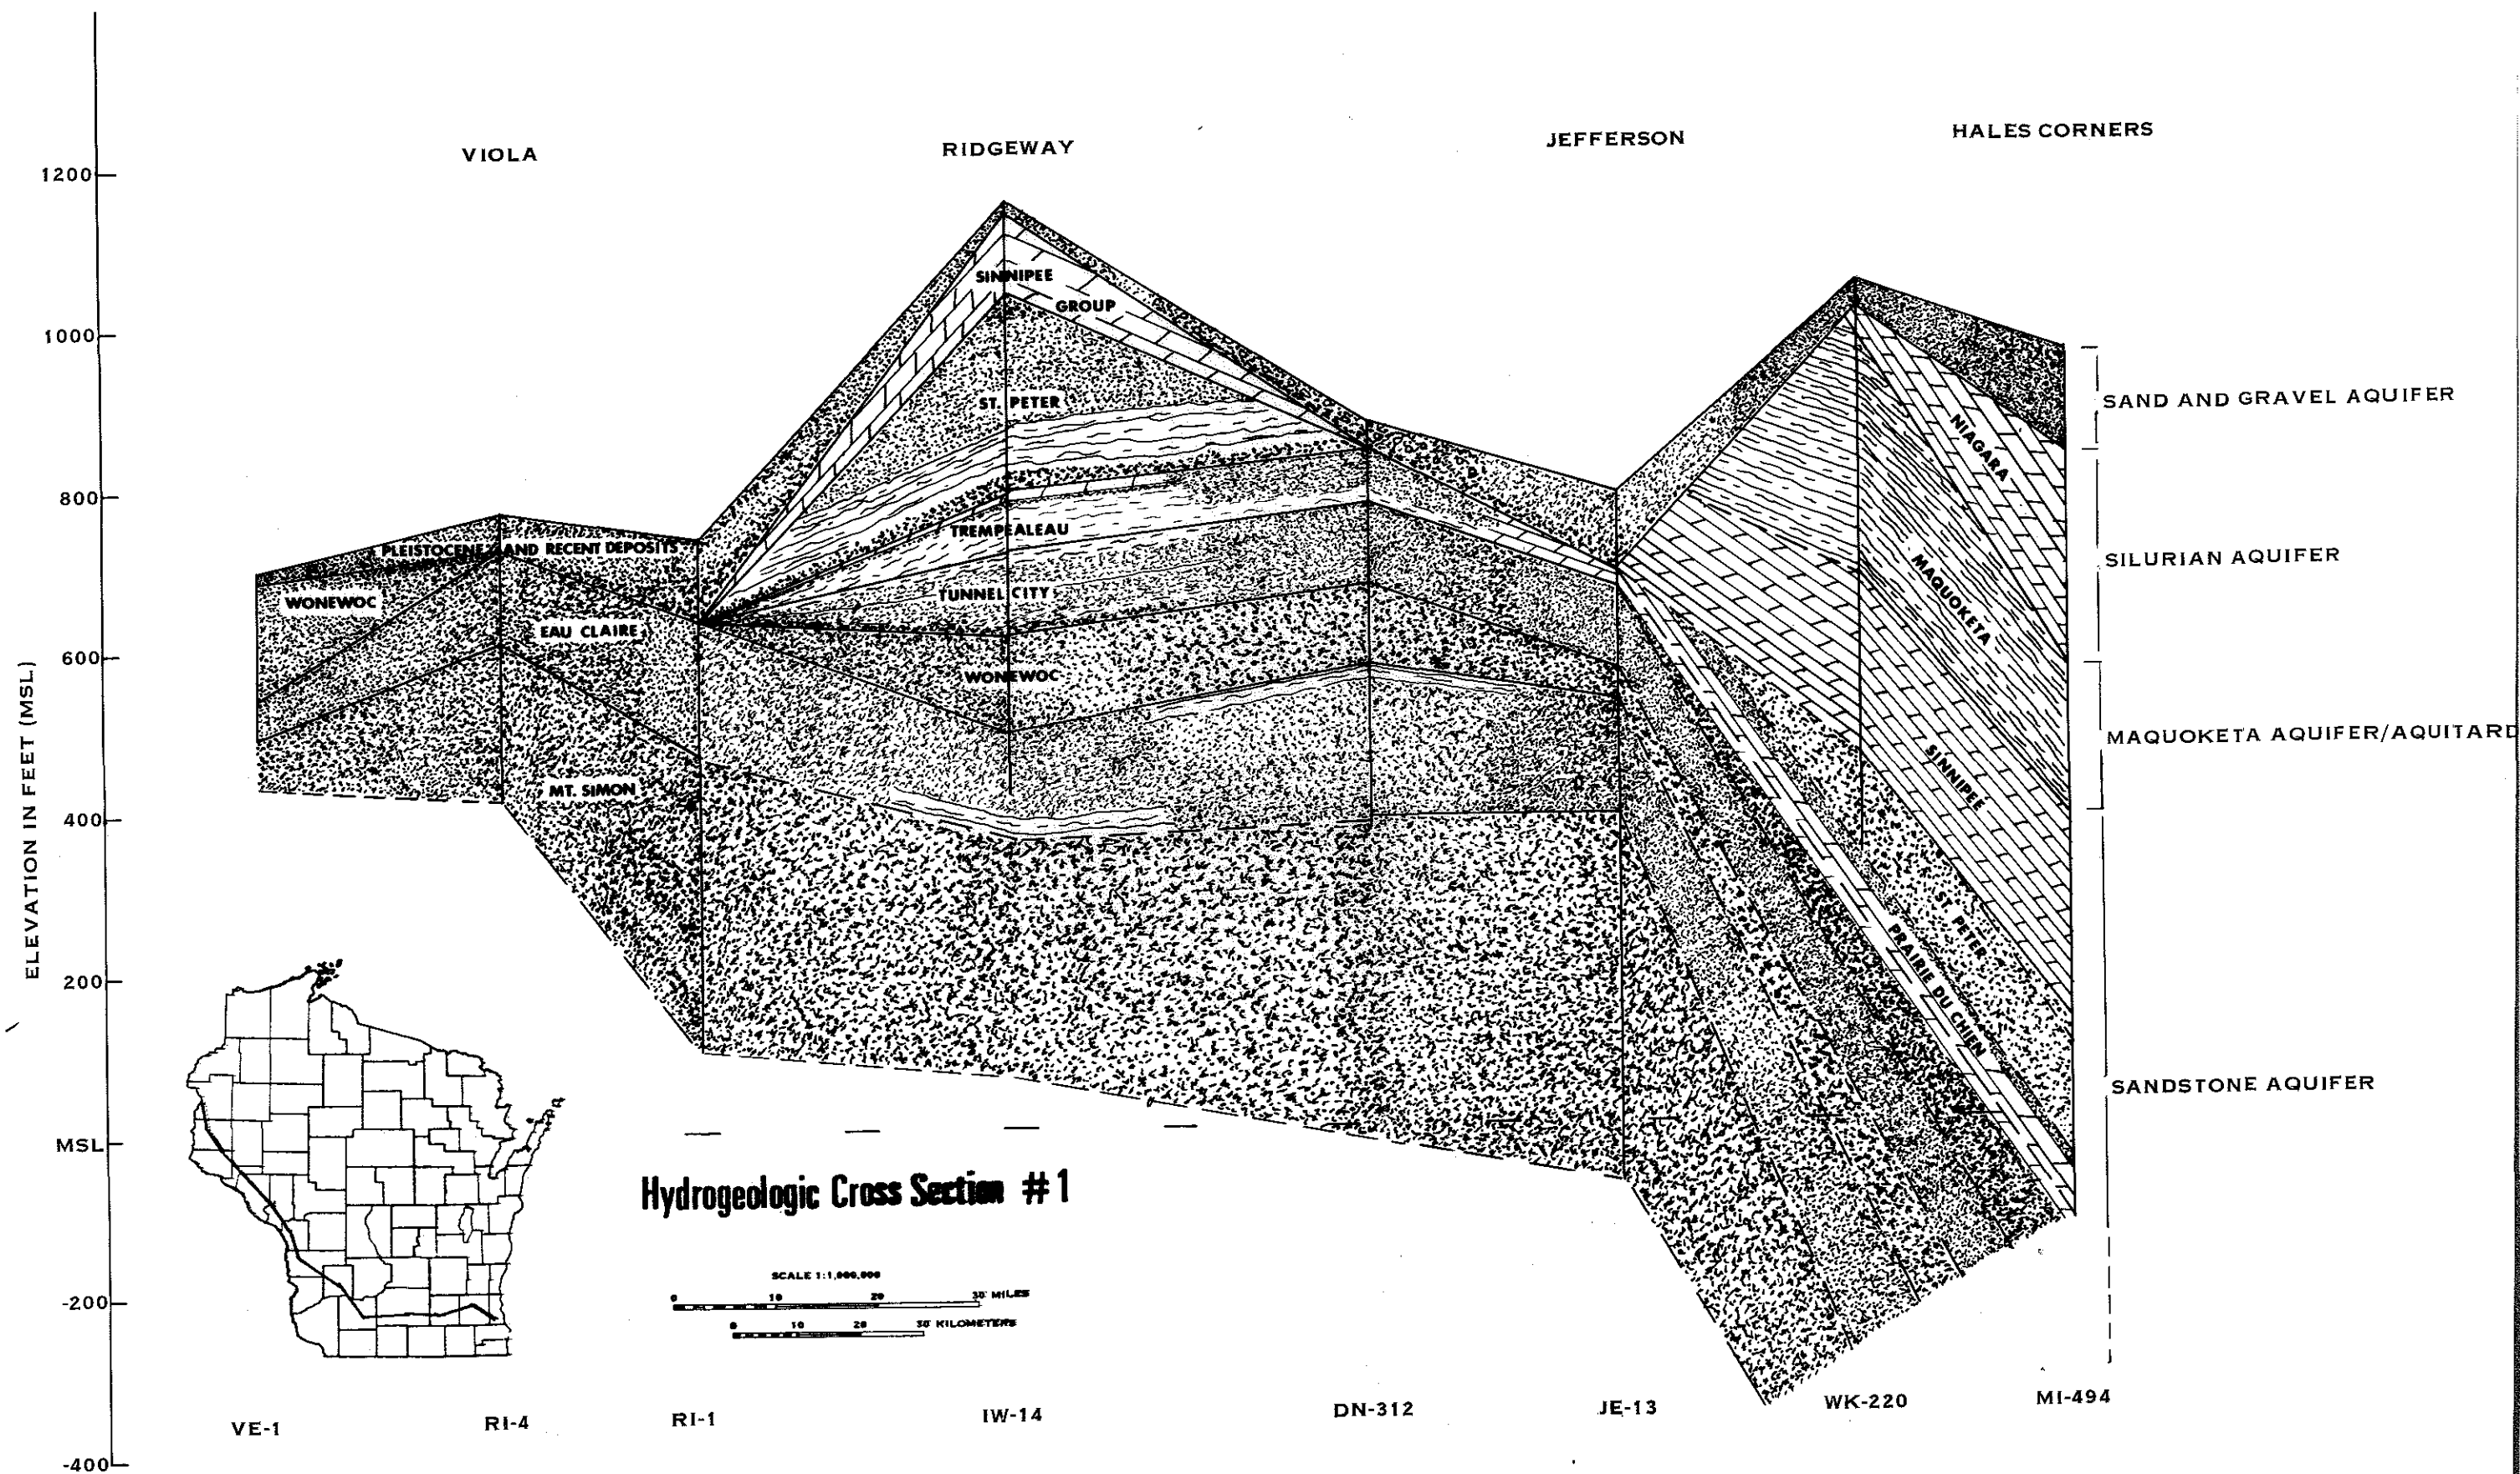 VIOLA
RIDGEWAY
JEFFERSON
HALES CORNERS
1200
1000
800
600
400
200
MSL
-200
-400
ELEVATION IN FEET (MSL)
SINNIPEE
GROUP
ST. PETER
TREMPEALEAU
TUNNEL CITY
WONEWOC
PLEISTOCENE AND RECENT DEPOSITS
WONEWOC
EAU CLAIRE
MT. SIMON
NIAGARA
MAQUOKETA
SINNIPEE
ST. PETER
PRAIRIE DU CHIEN
SAND AND GRAVEL AQUIFER
SILURIAN AQUIFER
MAQUOKETA AQUIFER/AQUITARD
SANDSTONE AQUIFER
Hydrogeologic Cross Section #1
SCALE 1:1,000,000
0 10 20 30 MILES
0 10 20 30 KILOMETERS
VE-1
RI-4
RI-1
IW-14
DN-312
JE-13
WK-220
MI-494